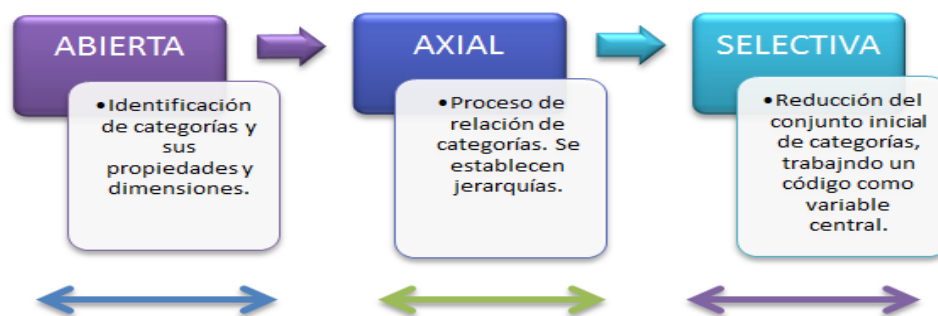 ABIERTA
•Identificación
de categorías y
sus
propiedades y
dimensiones.
AXIAL
•Proceso de
relación de
categorías. Se
establecen
jerarquías.
SELECTIVA
•Reducción del
conjunto inicial
de categorías,
trabajndo un
código como
variable
central.